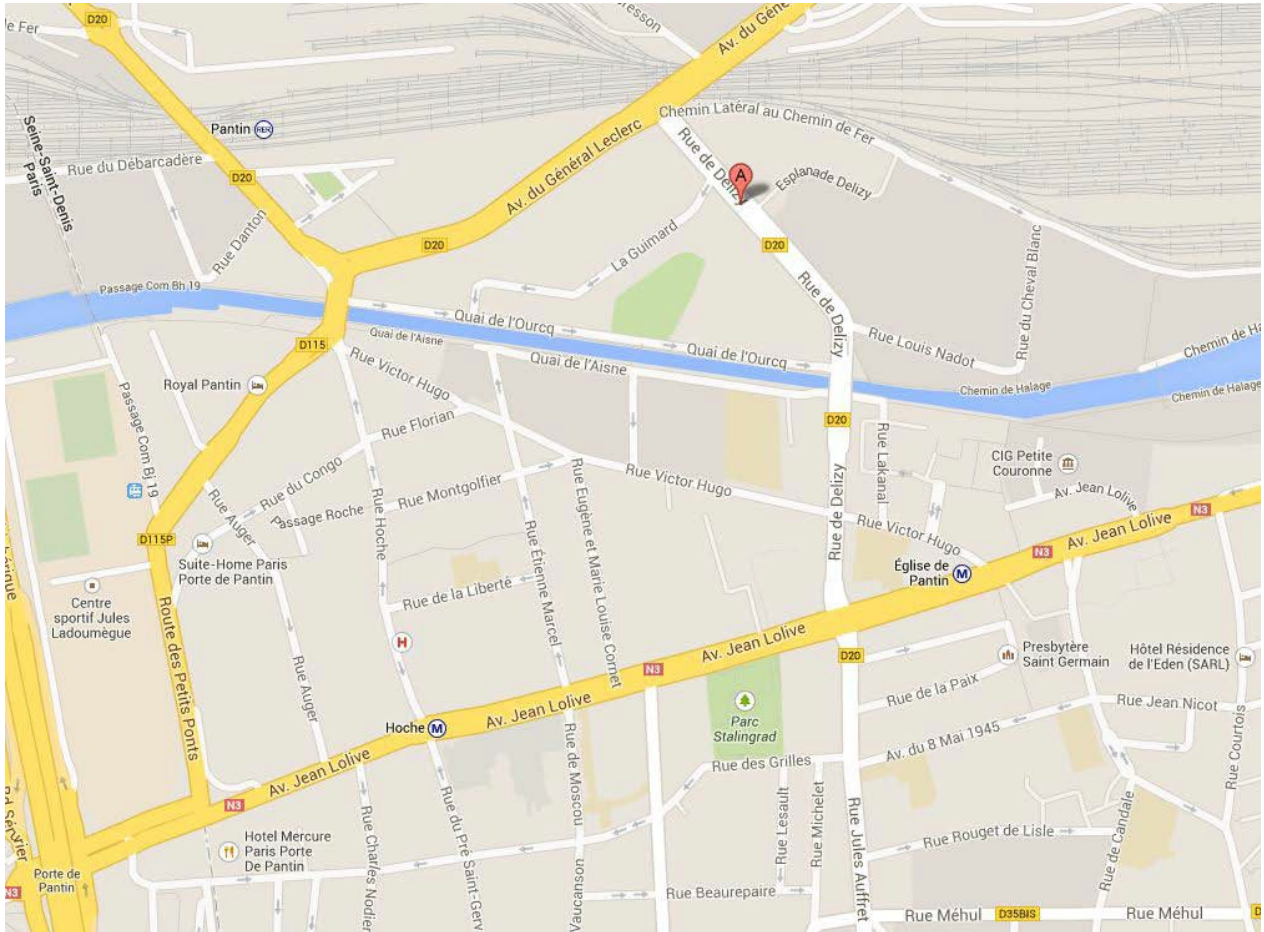 D20
de Fer
resson
Av. du Géné
Chemin Latéral au Chemin de Fer
Pantin RER
Rue du Débarcadère
D20
Seine-Saint-Denis
Paris
Av. du Général Leclerc
Rue de Delizy
A
Esplanade Delizy
Rue Danton
D20
La Guimard
D20
Rue de Delizy
Rue du Cheval Blanc
Passage Com Bh 19
Quai de l'Ourcq
Quai de l'Aisne
D115
Quai de l'Ourcq
Rue Louis Nadot
Chemin de Ha
Quai de l'Aisne
Chemin de Halage
Chemin de Halage
Royal Pantin
Rue Victor Hugo
Rue Florian
D20
Passage Com Bj 19
Rue Lakanal
CIG Petite
Couronne
Rue du Congo
Rue Montgolfier
Rue Victor Hugo
Av. Jean Lolive
N3
Rue Auger
Passage Roche
Rue Hoche
Rue Eugène et Marie Louise Cornet
Rue de Delizy
Rue Victor Hugo
Av. Jean Lolive
D115P
N3
Suite-Home Paris
Porte de Pantin
Rue Étienne Marcel
Église de
Pantin
M
Rue de la Liberté
Centre
sportif Jules
Ladoumègue
Route des Petits Ponts
H
Av. Jean Lolive
D20
Presbytère
Saint Germain
Hôtel Résidence
de l'Eden (SARL)
N3
Rue Auger
Rue de la Paix
Rue Jean Nicot
Parc
Stalingrad
Hoche M
Av. Jean Lolive
Av. du 8 Mai 1945
Rue Courtois
Rue des Grilles
Av. Jean Lolive
N3
Rue de Moscou
Rue Lesault
Rue Michelet
Rue Rouget de Lisle
Rue de Candale
Hotel Mercure
Paris Porte
De Pantin
Rue Charles Nodier
Rue du Pré Saint-Gerv
Vaucanson
Rue Jules Auffret
Porte de
Pantin
N3
Rue Beaurepaire
Rue Méhul
D35BIS
Rue Méhul
D